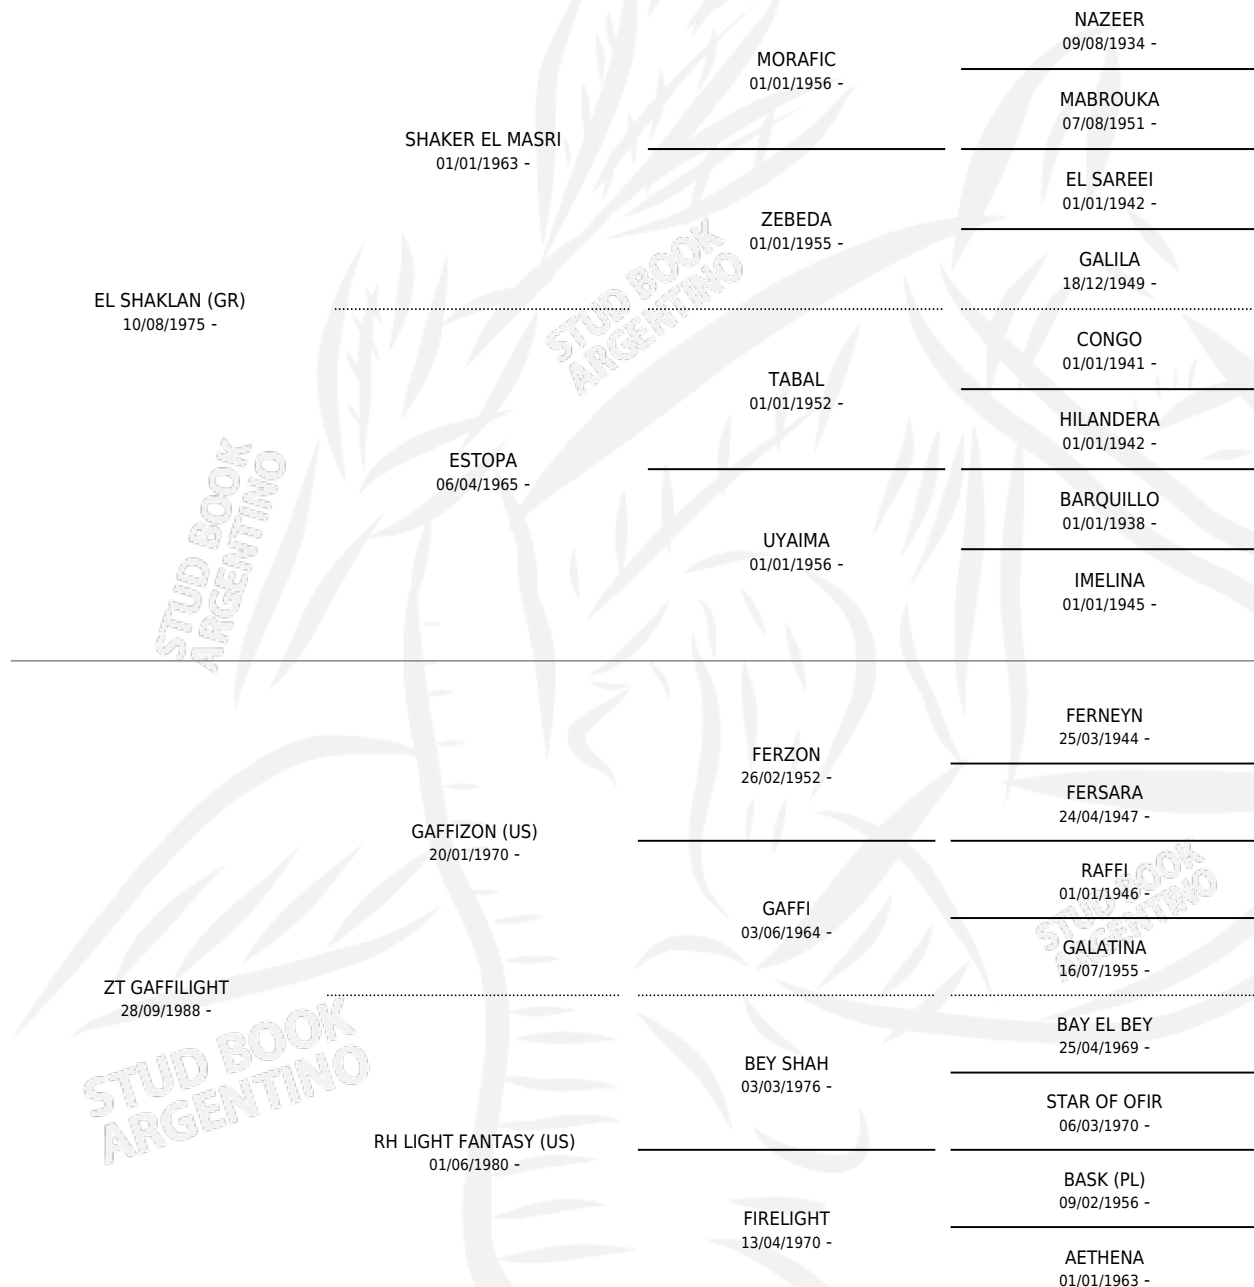 NAZEER
09/08/1934 -
MORAFIC
01/01/1956 -
MABROUKA
07/08/1951 -
SHAKER EL MASRI
01/01/1963 -
EL SAREEI
01/01/1942 -
ZEBEDA
01/01/1955 -
GALILA
18/12/1949 -
EL SHAKLAN (GR)
10/08/1975 -
CONGO
01/01/1941 -
TABAL
01/01/1952 -
HILANDERA
01/01/1942 -
ESTOPA
06/04/1965 -
BARQUILLO
01/01/1938 -
UYAIMA
01/01/1956 -
IMELINA
01/01/1945 -
FERNEYN
25/03/1944 -
FERZON
26/02/1952 -
FERSARA
24/04/1947 -
GAFFIZON (US)
20/01/1970 -
RAFFI
01/01/1946 -
GAFFI
03/06/1964 -
GALATINA
16/07/1955 -
ZT GAFFILIGHT
28/09/1988 -
BAY EL BEY
25/04/1969 -
BEY SHAH
03/03/1976 -
STAR OF OFIR
06/03/1970 -
RH LIGHT FANTASY (US)
01/06/1980 -
BASK (PL)
09/02/1956 -
FIRELIGHT
13/04/1970 -
AETHENA
01/01/1963 -
STUD BOOK
ARGENTINO
STUD BOOK
ARGENTINO
STUD BOOK
ARGENTINO
STUD BOOK
ARGENTINO